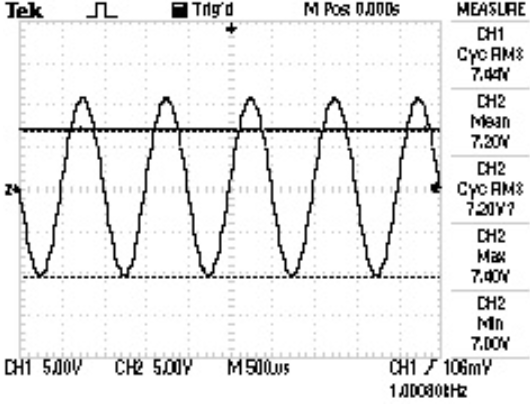 Tek Trig'd M Pos: 0.000s MEASURE
CH1
Cyc RMS
7.44V
CH2
Mean
7.20V
CH2
Cyc RMS
7.20V?
CH2
Max
7.40V
CH2
Min
7.00V
2
CH1 5.00V CH2 5.00V M 500us CH1 106mV
1.00080kHz